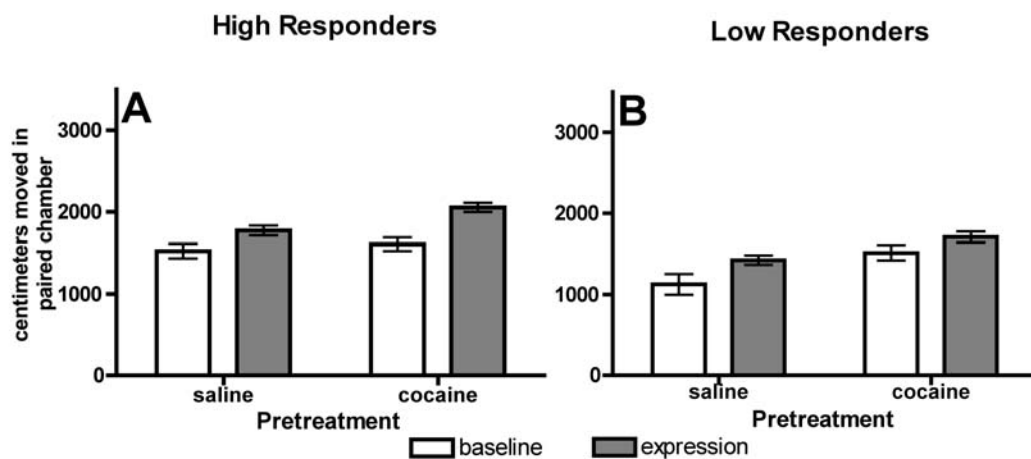 High Responders
Low Responders
A
B
centimeters moved in
paired chamber
3000
2000
1000
0
saline
cocaine
Pretreatment
3000
2000
1000
0
saline
cocaine
Pretreatment
baseline
expression